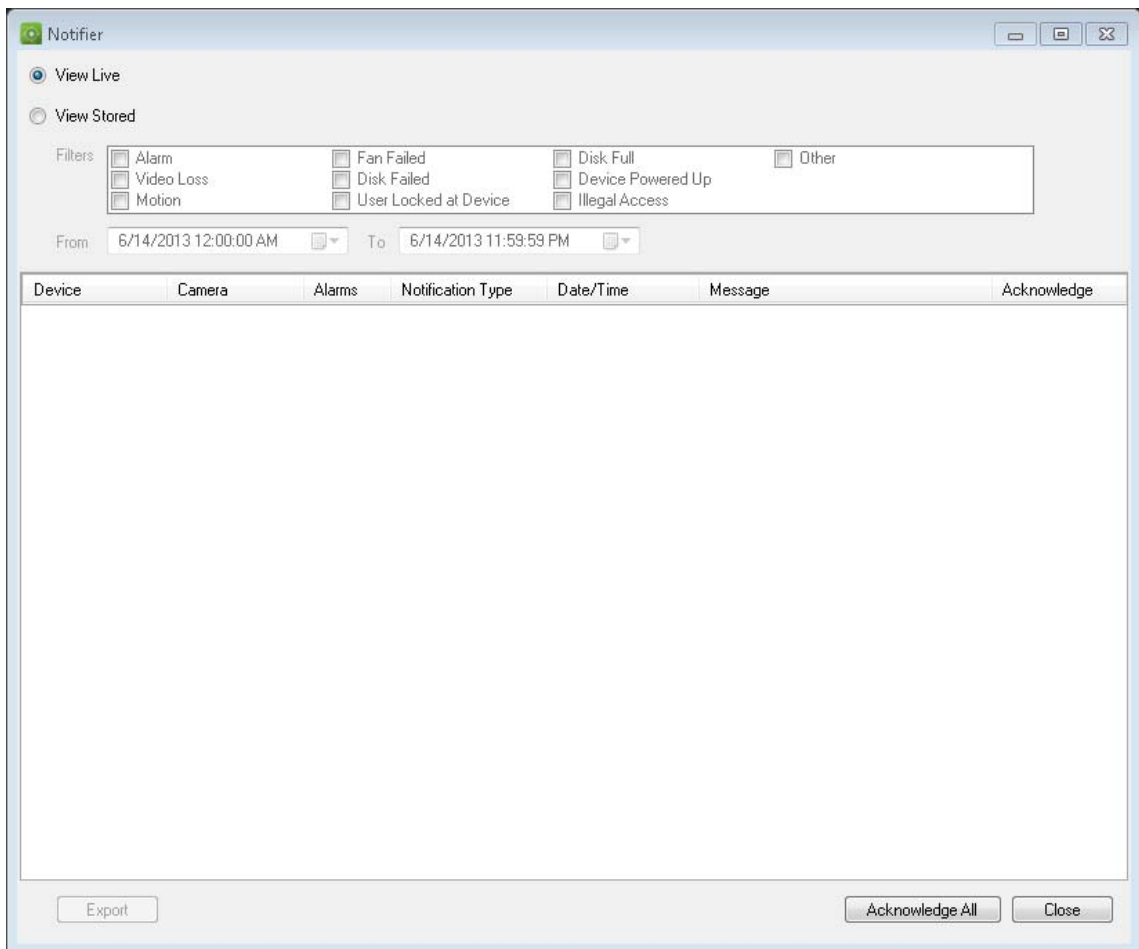 Notifier
View Live
View Stored
Filters Alarm Fan Failed Disk Full Other
Video Loss Disk Failed Device Powered Up
Motion User Locked at Device Illegal Access
From 6/14/2013 12:00:00 AM To 6/14/2013 11:59:59 PM
Device Camera Alarms Notification Type Date/Time Message Acknowledge
Export Acknowledge All Close